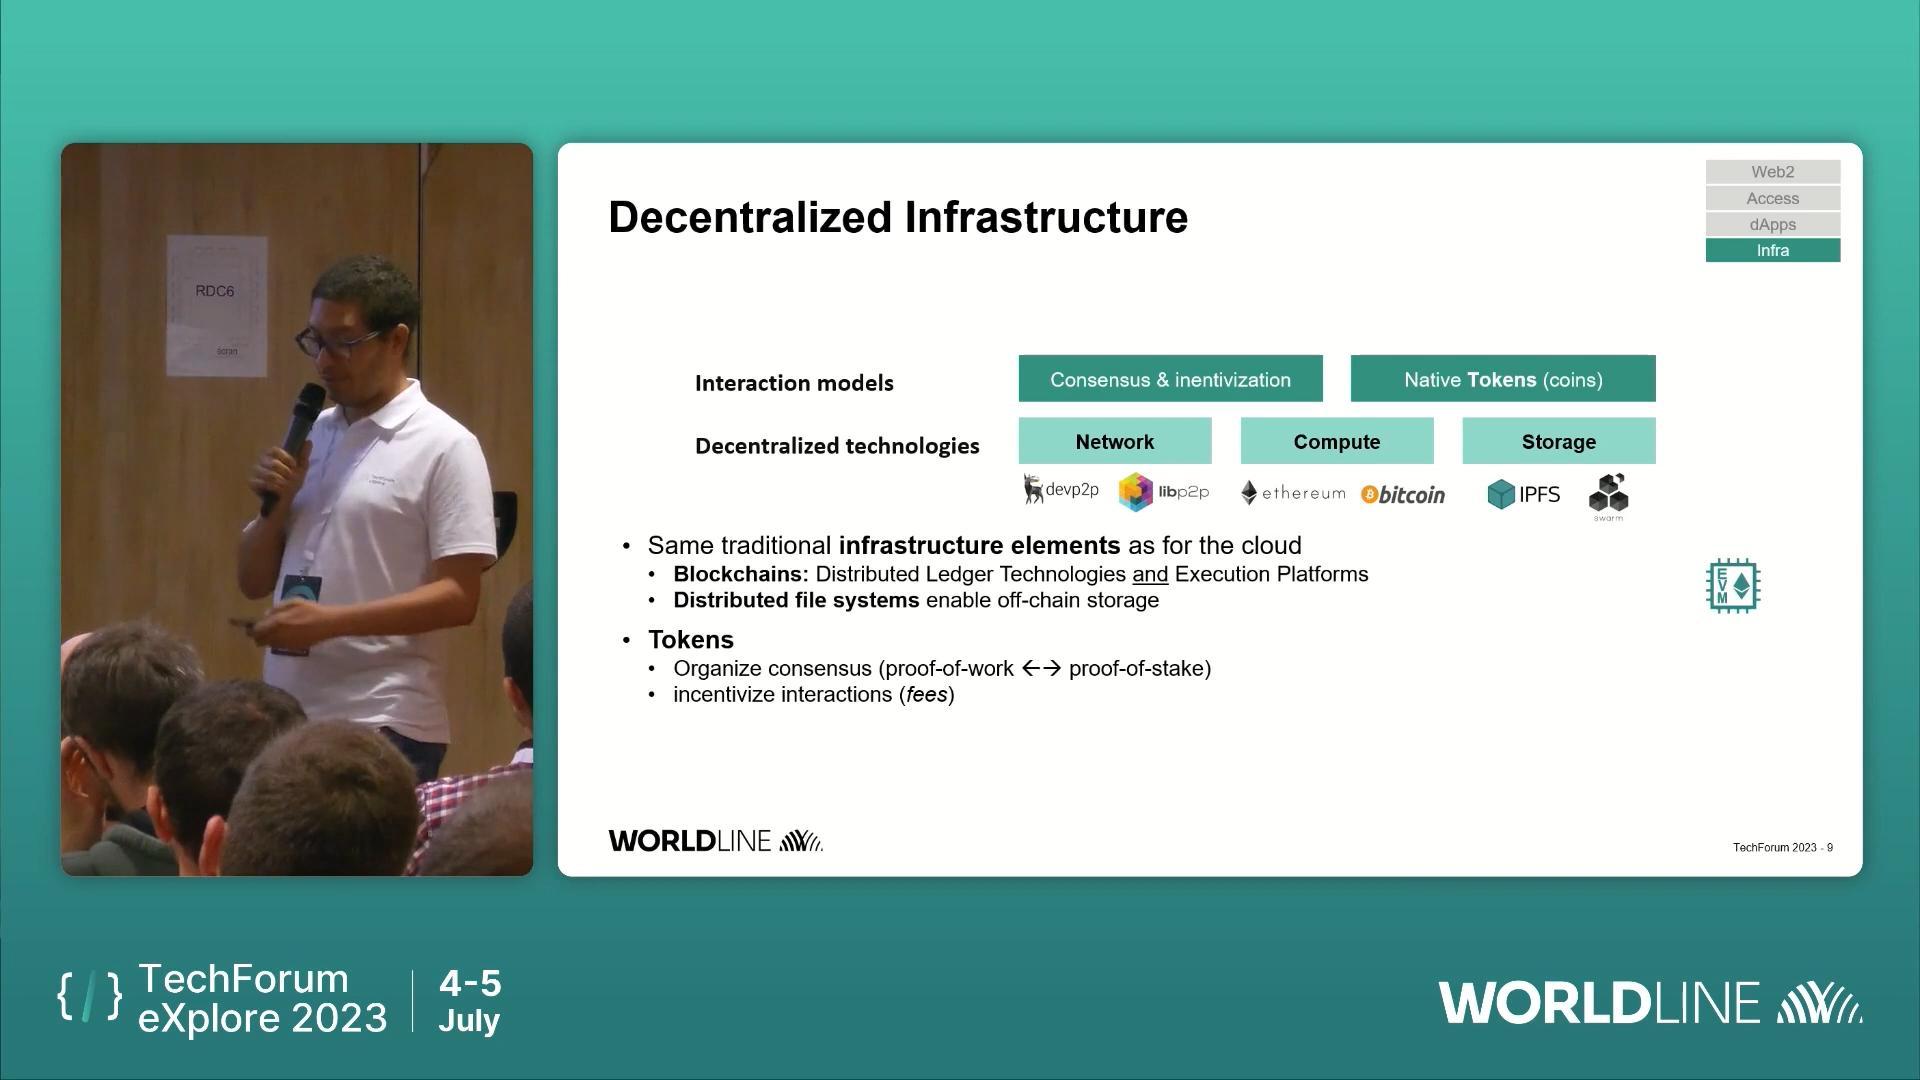 RDC6
écran
TechForum
Decentralized Infrastructure
Web2
Access
dApps
Infra
Interaction models
Consensus & inentivization
Native Tokens (coins)
Decentralized technologies
Network
Compute
Storage
devp2p
libp2p
ethereum
bitcoin
IPFS
swarm
• Same traditional infrastructure elements as for the cloud
• Blockchains: Distributed Ledger Technologies and Execution Platforms
• Distributed file systems enable off-chain storage
EVM
• Tokens
• Organize consensus (proof-of-work ←→ proof-of-stake)
• incentivize interactions (fees)
WORLDLINE
TechForum 2023 - 9
{/} TechForum
eXplore 2023
4-5
July
WORLDLINE